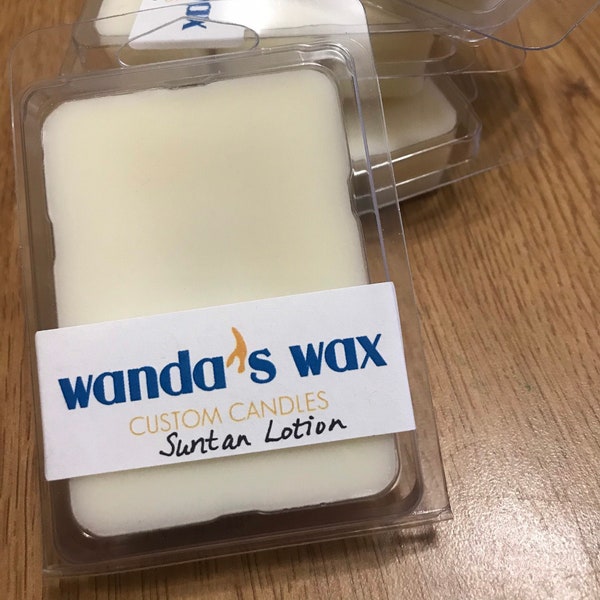 wanda's wax
CUSTOM CANDLES
Suntan Lotion